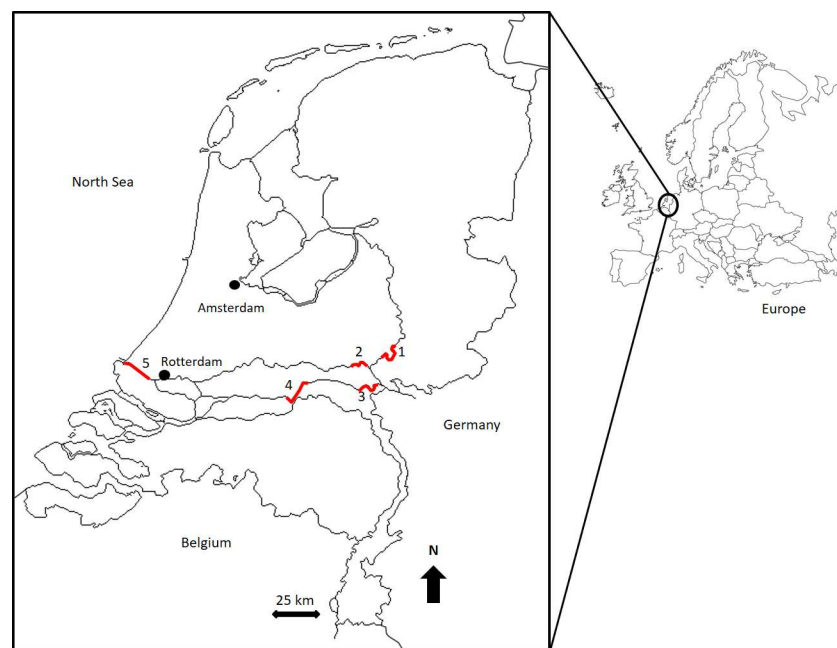 North Sea
Amsterdam
Rotterdam
1
2
3
4
5
Germany
Belgium
N
25 km
Europe